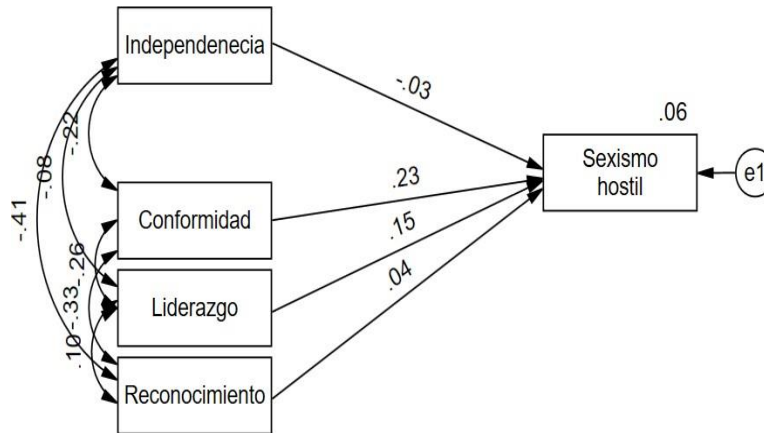 Independenecia
-.03
.06
Sexismo
hostil
e1
-.22
-.08
-.41
.23
Conformidad
.15
-.26
.04
Liderazgo
-.33
.10
Reconocimiento